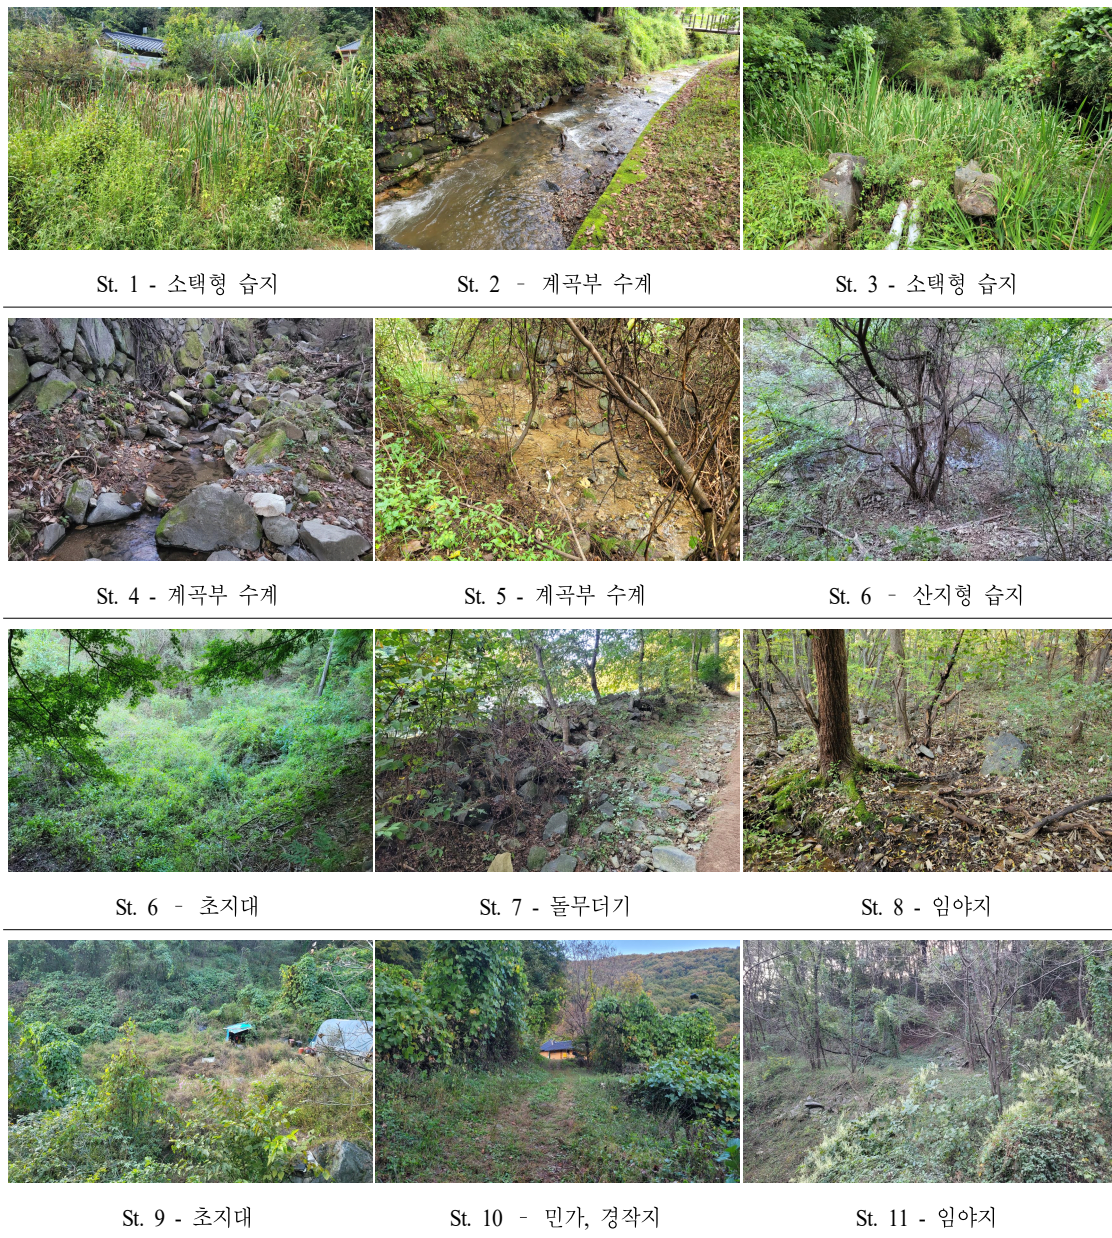 St. 1 - 소택형 습지
St. 2 - 계곡부 수계
St. 3 - 소택형 습지
St. 4 - 계곡부 수계
St. 5 - 계곡부 수계
St. 6 - 산지형 습지
St. 6 - 초지대
St. 7 - 돌무더기
St. 8 - 임야지
St. 9 - 초지대
St. 10 - 민가, 경작지
St. 11 - 임야지